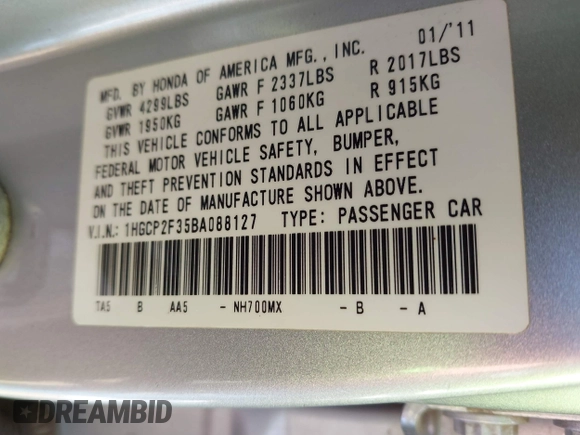 MFD. BY HONDA OF AMERICA MFG., INC. 01/'11
GVWR 4299LBS GAWR F 2337LBS R 2017LBS
GVWR 1950KG GAWR F 1060KG R 915KG
THIS VEHICLE CONFORMS TO ALL APPLICABLE
FEDERAL MOTOR VEHICLE SAFETY, BUMPER,
AND THEFT PREVENTION STANDARDS IN EFFECT
ON THE DATE OF MANUFACTURE SHOWN ABOVE.
V.I.N.: 1HGCP2F35BA088127 TYPE: PASSENGER CAR
TA5 B AA5 - NH700MX - B - A
DREAMBID